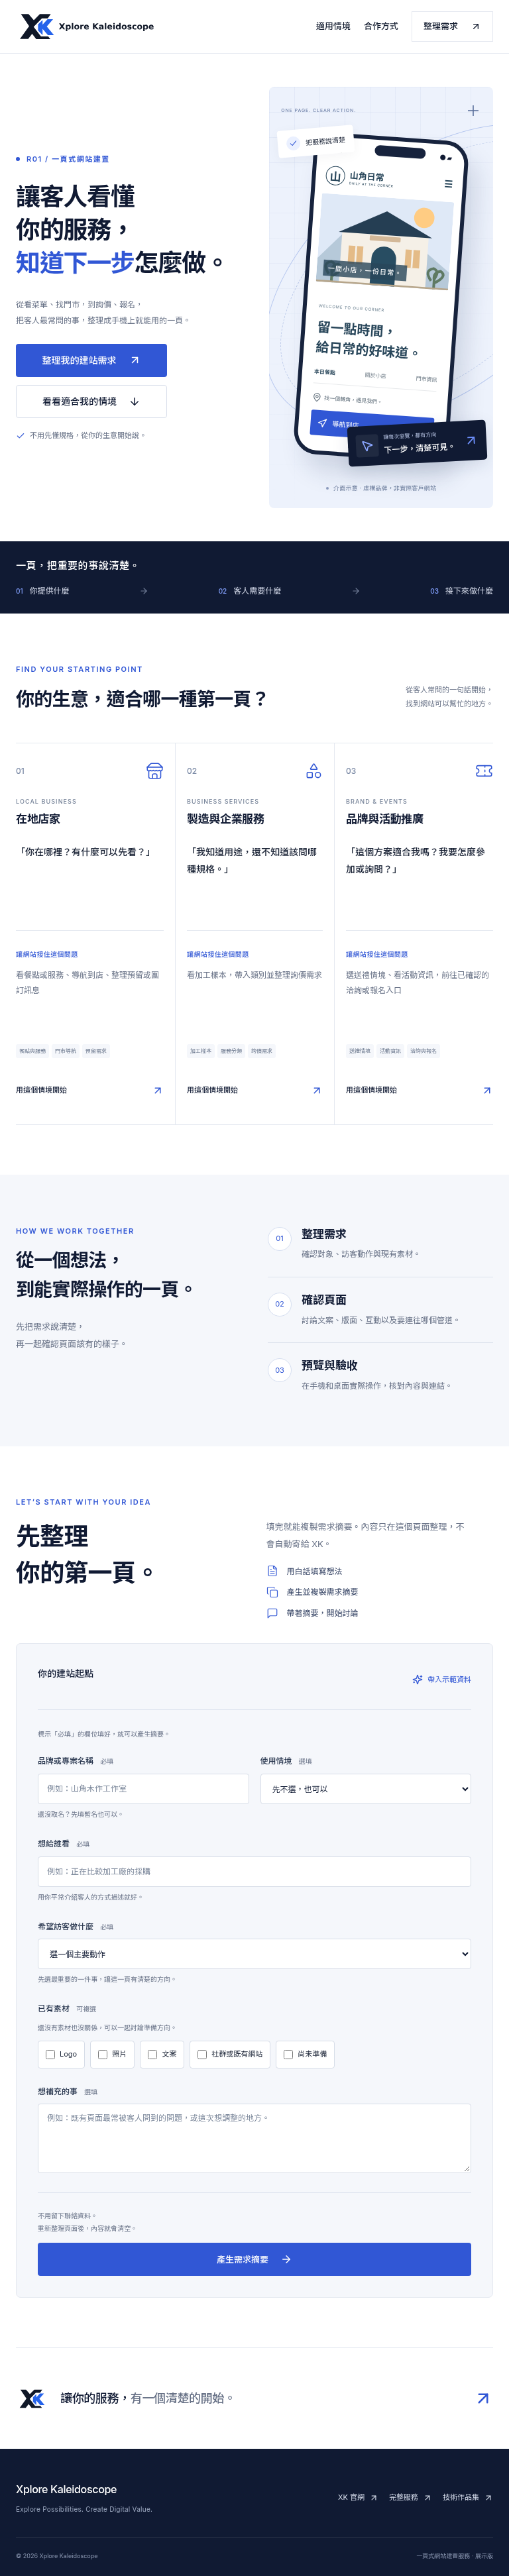 Xplore Kaleidoscope
適用情境
合作方式
整理需求
R01 / 一頁式網站建置
讓客人看懂
你的服務，
知道下一步怎麼做。
從看菜單、找門市，到詢價、報名，
把客人最常問的事，整理成手機上就能用的一頁。
整理我的建站需求
看看適合我的情境
不用先懂規格，從你的生意開始說。
ONE PAGE. CLEAR ACTION.
把服務說清楚
山
山角日常
DAILY AT THE CORNER
一間小店，一份日常。
WELCOME TO OUR CORNER
留一點時間，
給日常的好味道。
本日餐點
關於小店
門市資訊
找一個轉角，遇見我們。
導航到店
讓每次瀏覽，都有方向
下一步，清楚可見。
介面示意 · 虛構品牌，非實際客戶網站
一頁，把重要的事說清楚。
01 你提供什麼
02 客人需要什麼
03 接下來做什麼
FIND YOUR STARTING POINT
你的生意，適合哪一種第一頁？
從客人常問的一句話開始，
找到網站可以幫忙的地方。
01
LOCAL BUSINESS
在地店家
「你在哪裡？有什麼可以先看？」
讓網站接住這個問題
看餐點或服務、導航到店、整理預留或團
訂訊息
餐點與服務
門市導航
預留需求
用這個情境開始
02
BUSINESS SERVICES
製造與企業服務
「我知道用途，還不知道該問哪
種規格。」
讓網站接住這個問題
看加工樣本，帶入類別並整理詢價需求
加工樣本
服務分類
詢價需求
用這個情境開始
03
BRAND & EVENTS
品牌與活動推廣
「這個方案適合我嗎？我要怎麼參
加或詢問？」
讓網站接住這個問題
選送禮情境、看活動資訊，前往已確認的
洽詢或報名入口
送禮情境
活動資訊
洽詢與報名
用這個情境開始
HOW WE WORK TOGETHER
從一個想法，
到能實際操作的一頁。
先把需求說清楚，
再一起確認頁面該有的樣子。
01
整理需求
確認對象、訪客動作與現有素材。
02
確認頁面
討論文案、版面、互動以及要連往哪個管道。
03
預覽與驗收
在手機和桌面實際操作，核對內容與連結。
LET'S START WITH YOUR IDEA
先整理
你的第一頁。
填完就能複製需求摘要。內容只在這個頁面整理，不
會自動寄給 XK。
用白話填寫想法
產生並複製需求摘要
帶著摘要，開始討論
你的建站起點
帶入示範資料
標示「必填」的欄位填好，就可以產生摘要。
品牌或專案名稱 必填
例如：山角木作工作室
還沒取名？先填暫名也可以。
使用情境 選填
先不選，也可以
想給誰看 必填
例如：正在比較加工廠的採購
用你平常介紹客人的方式描述就好。
希望訪客做什麼 必填
選一個主要動作
先選最重要的一件事，讓這一頁有清楚的方向。
已有素材 可複選
還沒有素材也沒關係，可以一起討論準備方向。
Logo
照片
文案
社群或既有網站
尚未準備
想補充的事 選填
例如：既有頁面最常被客人問到的問題，或這次想調整的地方。
不用留下聯絡資料。
重新整理頁面後，內容就會清空。
產生需求摘要
讓你的服務，有一個清楚的開始。
Xplore Kaleidoscope
Explore Possibilities. Create Digital Value.
XK 官網
完整服務
技術作品集
© 2026 Xplore Kaleidoscope
一頁式網站建置服務 · 展示版